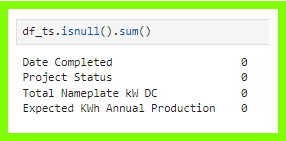 df_ts.isnull().sum()
Date Completed 0
Project Status 0
Total Nameplate kW DC 0
Expected KWh Annual Production 0